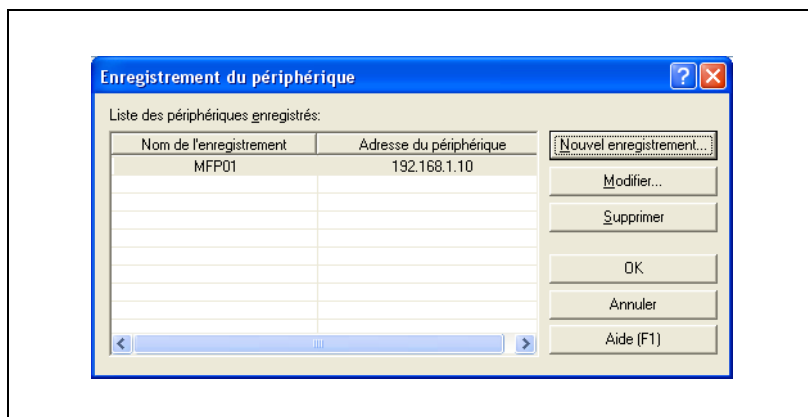 Enregistrement du périphérique
Liste des périphériques enregistrés:
Nom de l'enregistrement Adresse du périphérique
MFP01 192.168.1.10
Nouvel enregistrement...
Modifier...
Supprimer
OK
Annuler
Aide (F1)